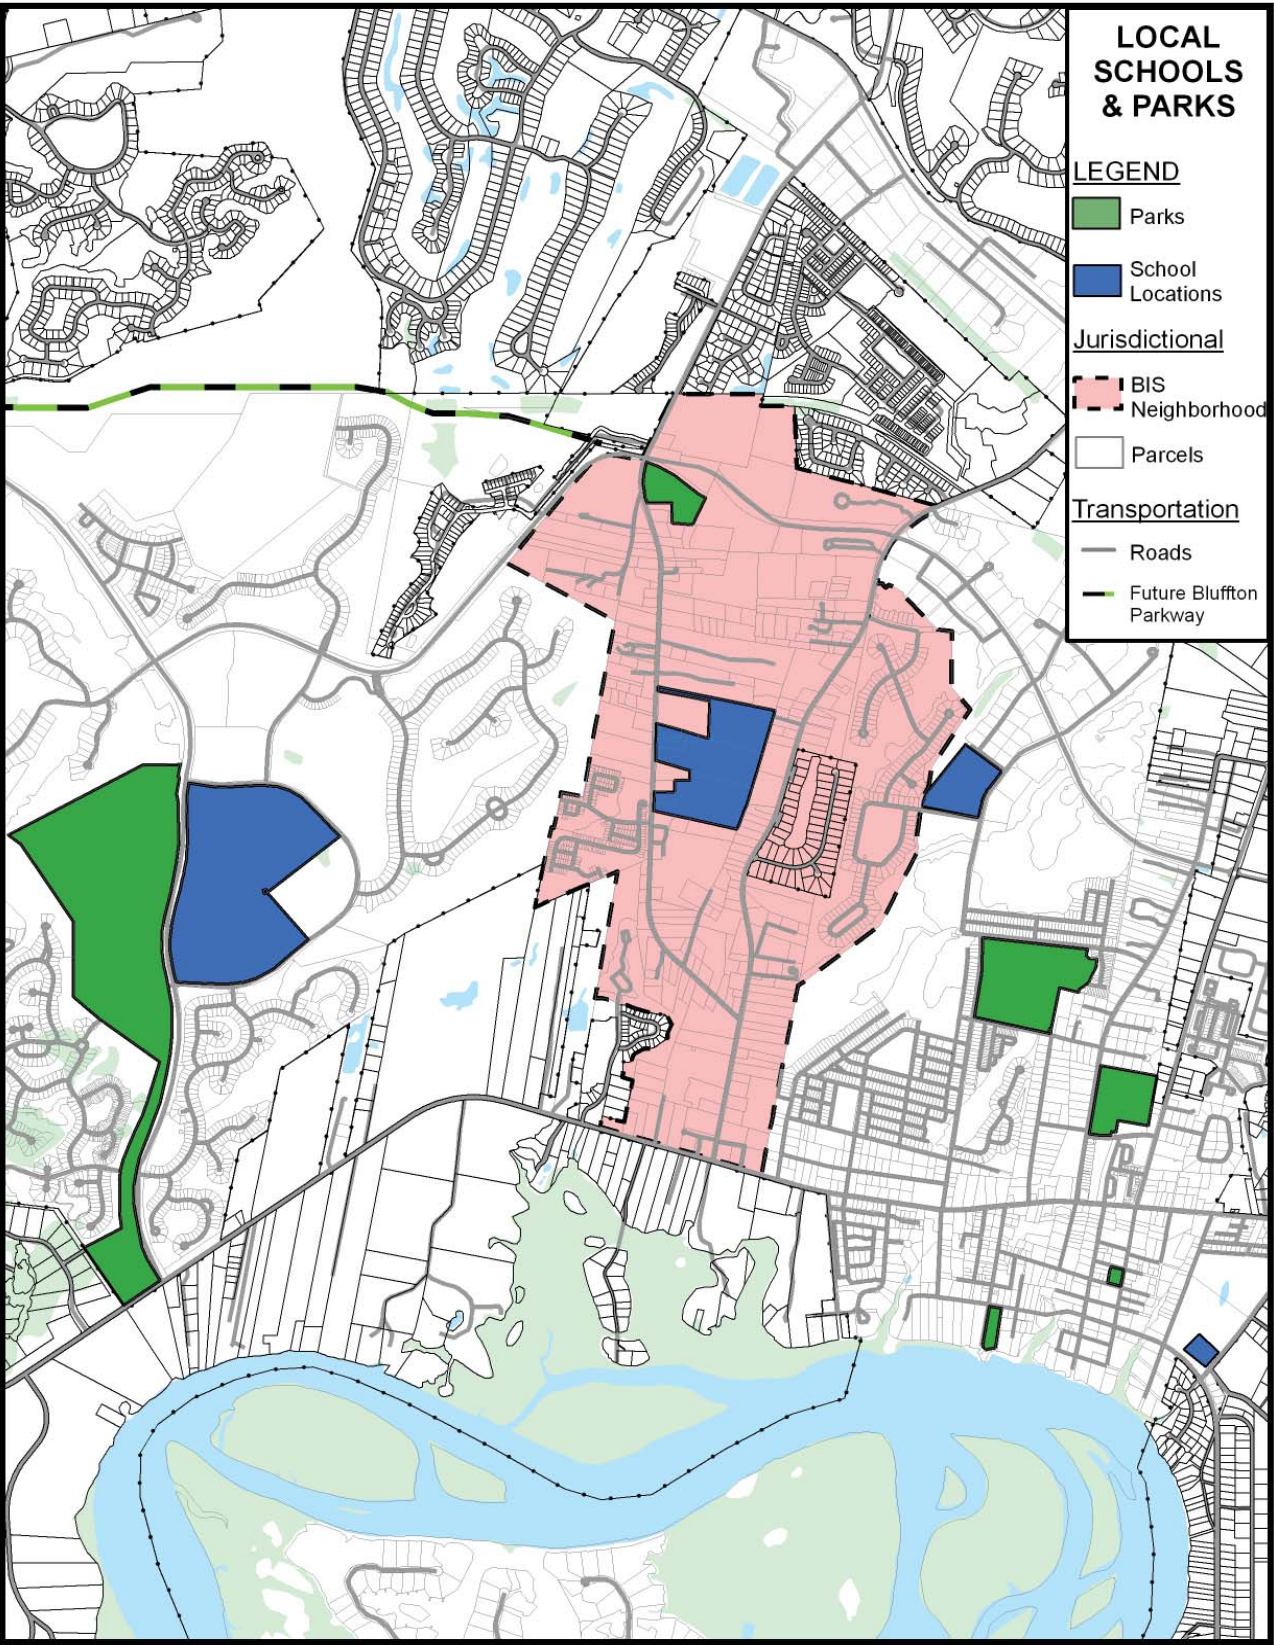 LOCAL
SCHOOLS
& PARKS
LEGEND
Parks
School
Locations
Jurisdictional
BIS
Neighborhood
Parcels
Transportation
Roads
Future Bluffton
Parkway